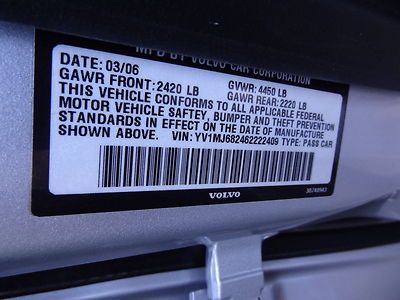 MFD BY VOLVO CAR CORPORATION
DATE: 03/06 GVWR: 4450 LB
GAWR FRONT: 2420 LB GAWR REAR: 2220 LB
THIS VEHICLE CONFORMS TO ALL APPLICABLE FEDERAL
MOTOR VEHICLE SAFTEY, BUMPER AND THEFT PREVENTION
STANDARDS IN EFFECT ON THE DATE OF MANUFACTURE
SHOWN ABOVE. VIN: YV1MJ682462222409 TYPE: PASS CAR
VOLVO